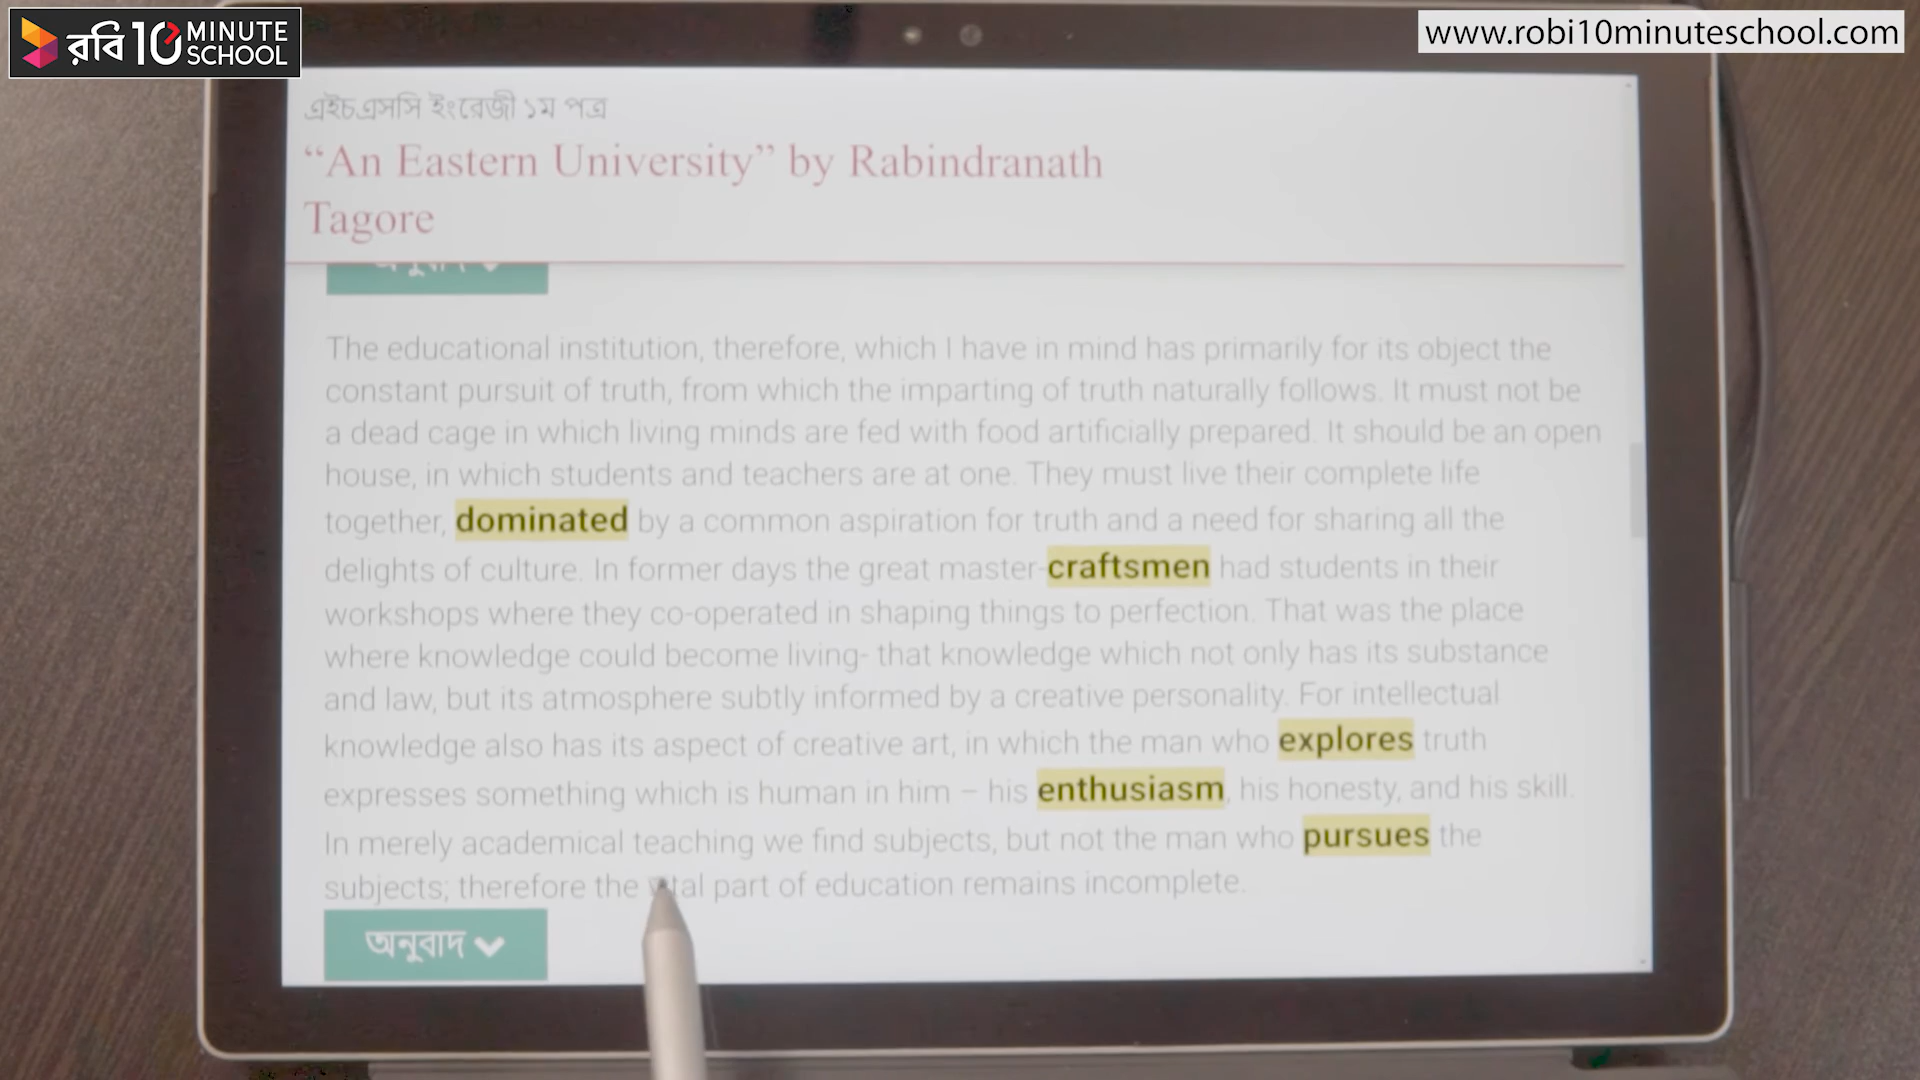 রবি 10 MINUTE SCHOOL
www.robi10minuteschool.com
এইচএসসি ইংরেজী ১ম পত্র
“An Eastern University” by Rabindranath
Tagore
অনুবাদ
The educational institution, therefore, which I have in mind has primarily for its object the
constant pursuit of truth, from which the imparting of truth naturally follows. It must not be
a dead cage in which living minds are fed with food artificially prepared. It should be an open
house, in which students and teachers are at one. They must live their complete life
together, dominated by a common aspiration for truth and a need for sharing all the
delights of culture. In former days the great master-craftsmen had students in their
workshops where they co-operated in shaping things to perfection. That was the place
where knowledge could become living- that knowledge which not only has its substance
and law, but its atmosphere subtly informed by a creative personality. For intellectual
knowledge also has its aspect of creative art, in which the man who explores truth
expresses something which is human in him – his enthusiasm, his honesty, and his skill.
In merely academical teaching we find subjects, but not the man who pursues the
subjects; therefore the vital part of education remains incomplete.
অনুবাদ